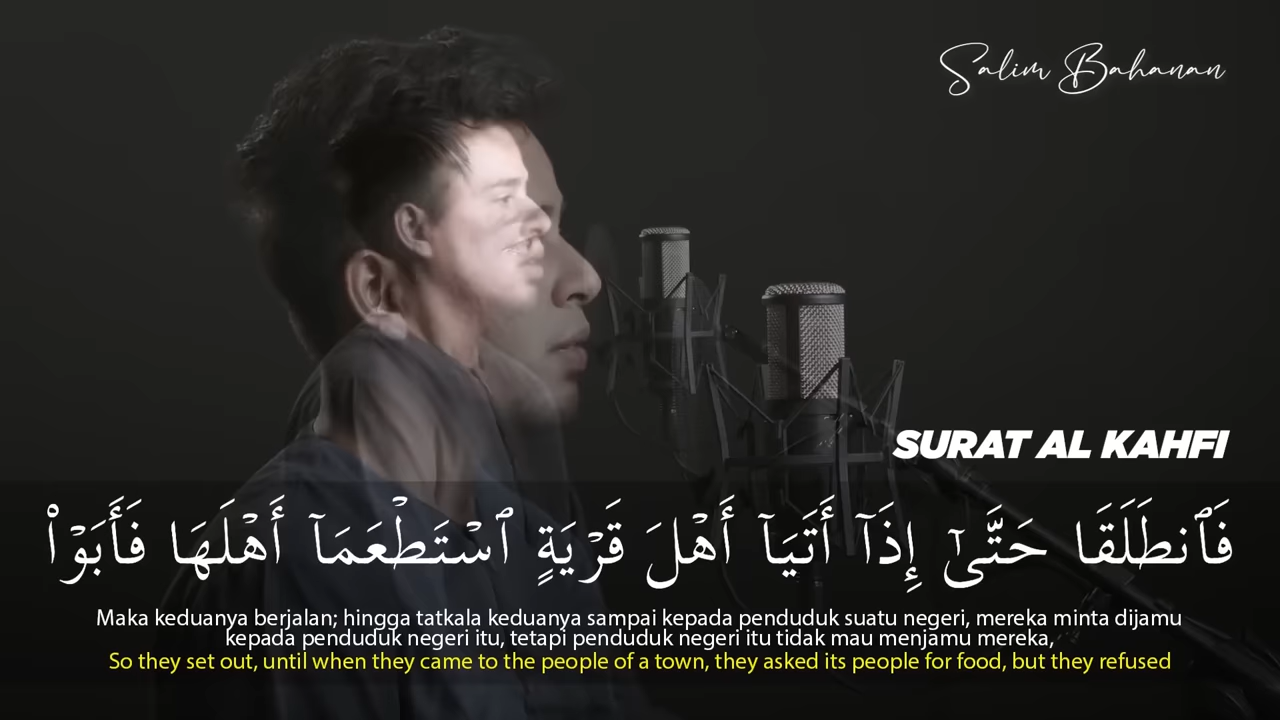 Salim Bahanan
SURAT AL KAHFI
فَٱنطَلَقَا حَتَّىٰٓ إِذَآ أَتَيَآ أَهْلَ قَرْيَةٍ ٱسْتَطْعَمَآ أَهْلَهَا فَأَبَوْا۟
Maka keduanya berjalan; hingga tatkala keduanya sampai kepada penduduk suatu negeri, mereka minta dijamu
kepada penduduk negeri itu, tetapi penduduk negeri itu tidak mau menjamu mereka,
So they set out, until when they came to the people of a town, they asked its people for food, but they refused